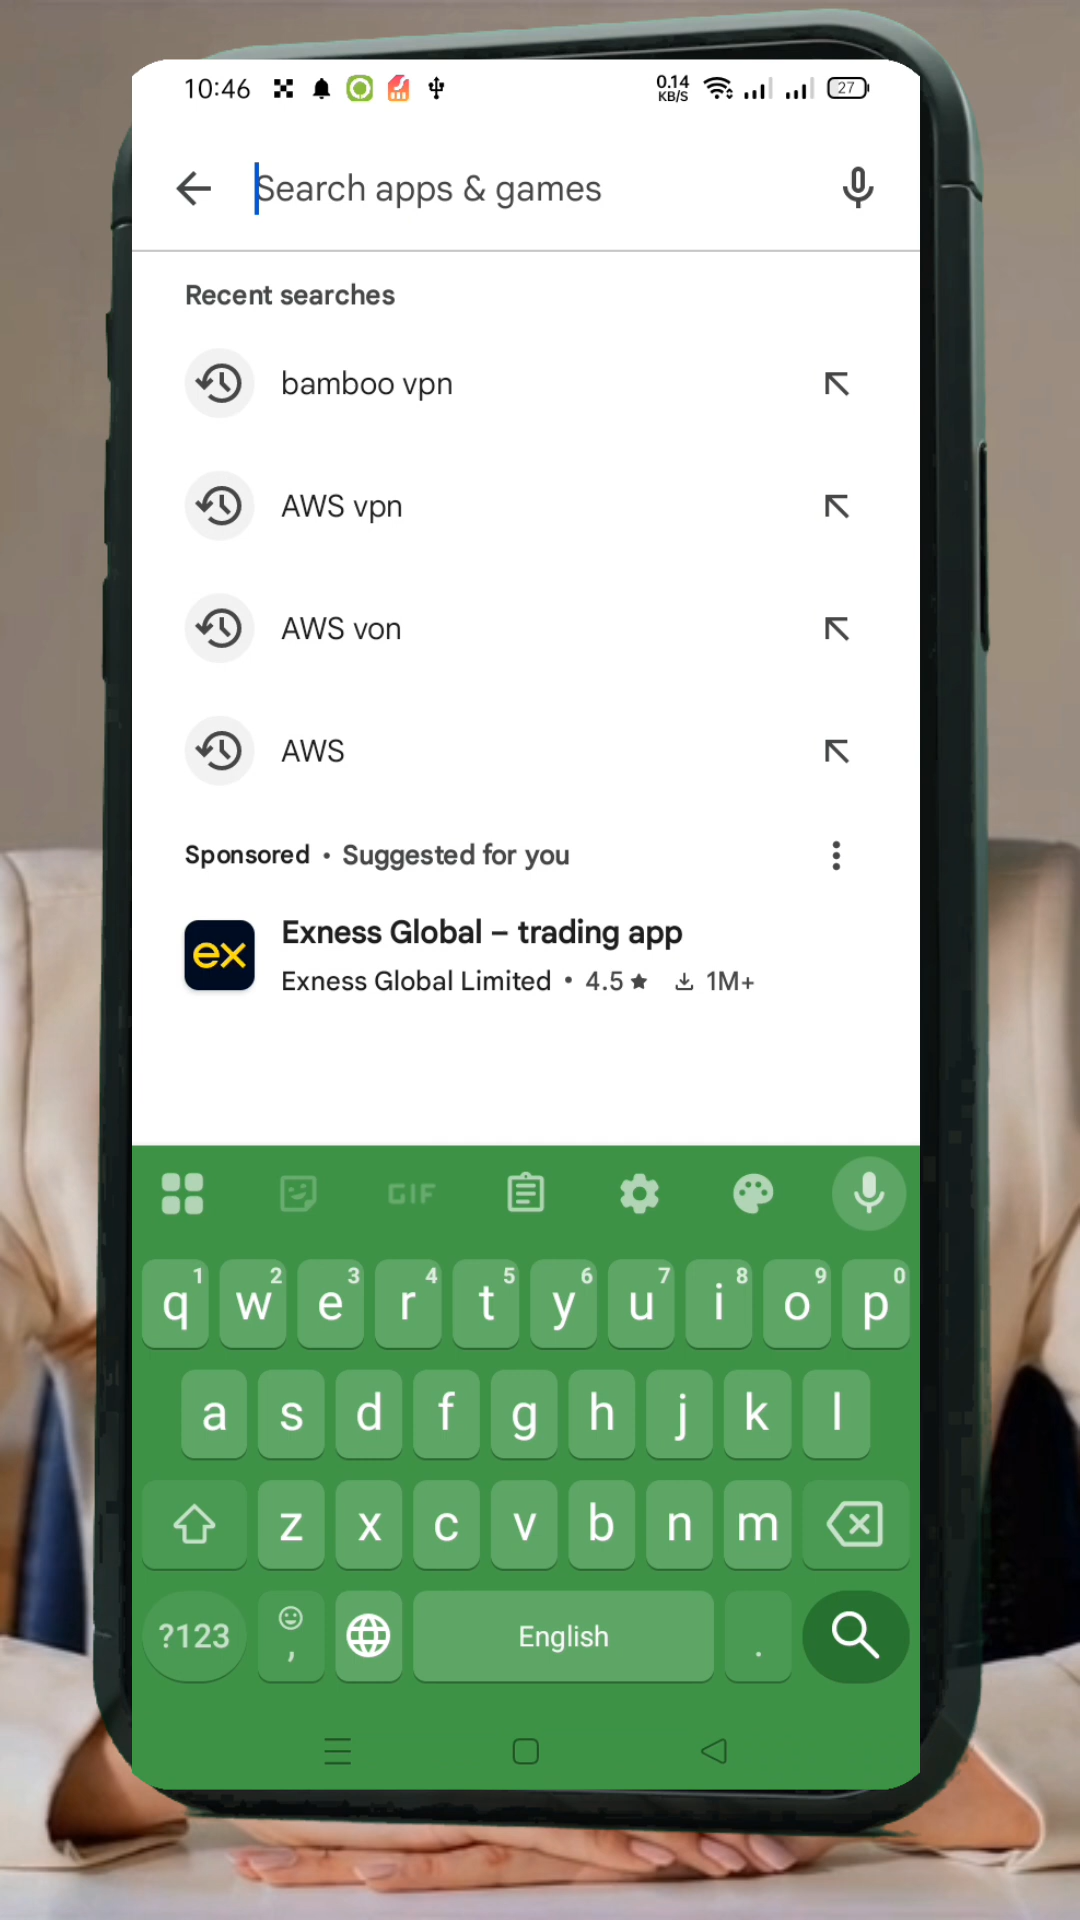 10:46
0.14
KB/S
27
Search apps & games
Recent searches
bamboo vpn
AWS vpn
AWS von
AWS
Sponsored • Suggested for you
ex
Exness Global – trading app
Exness Global Limited • 4.5 ★ 1M+
GIF
q1 w2 e3 r4 t5 y6 u7 i8 o9 p0
a s d f g h j k l
z x c v b n m
?123 , English .